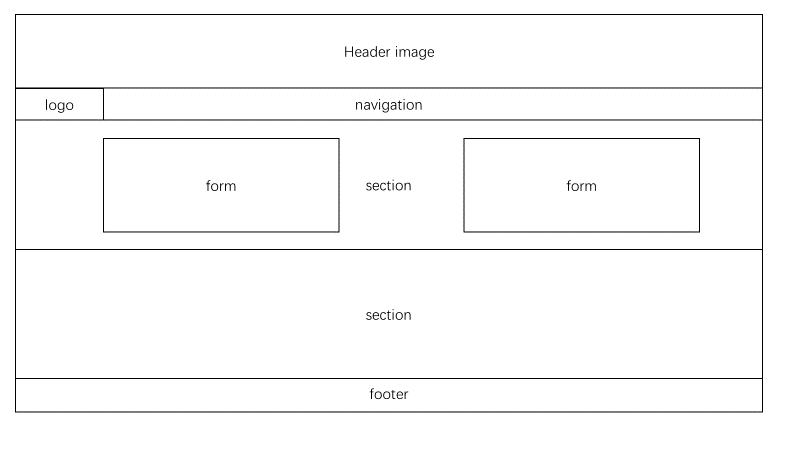 Header image
logo
navigation
form
section
form
section
footer